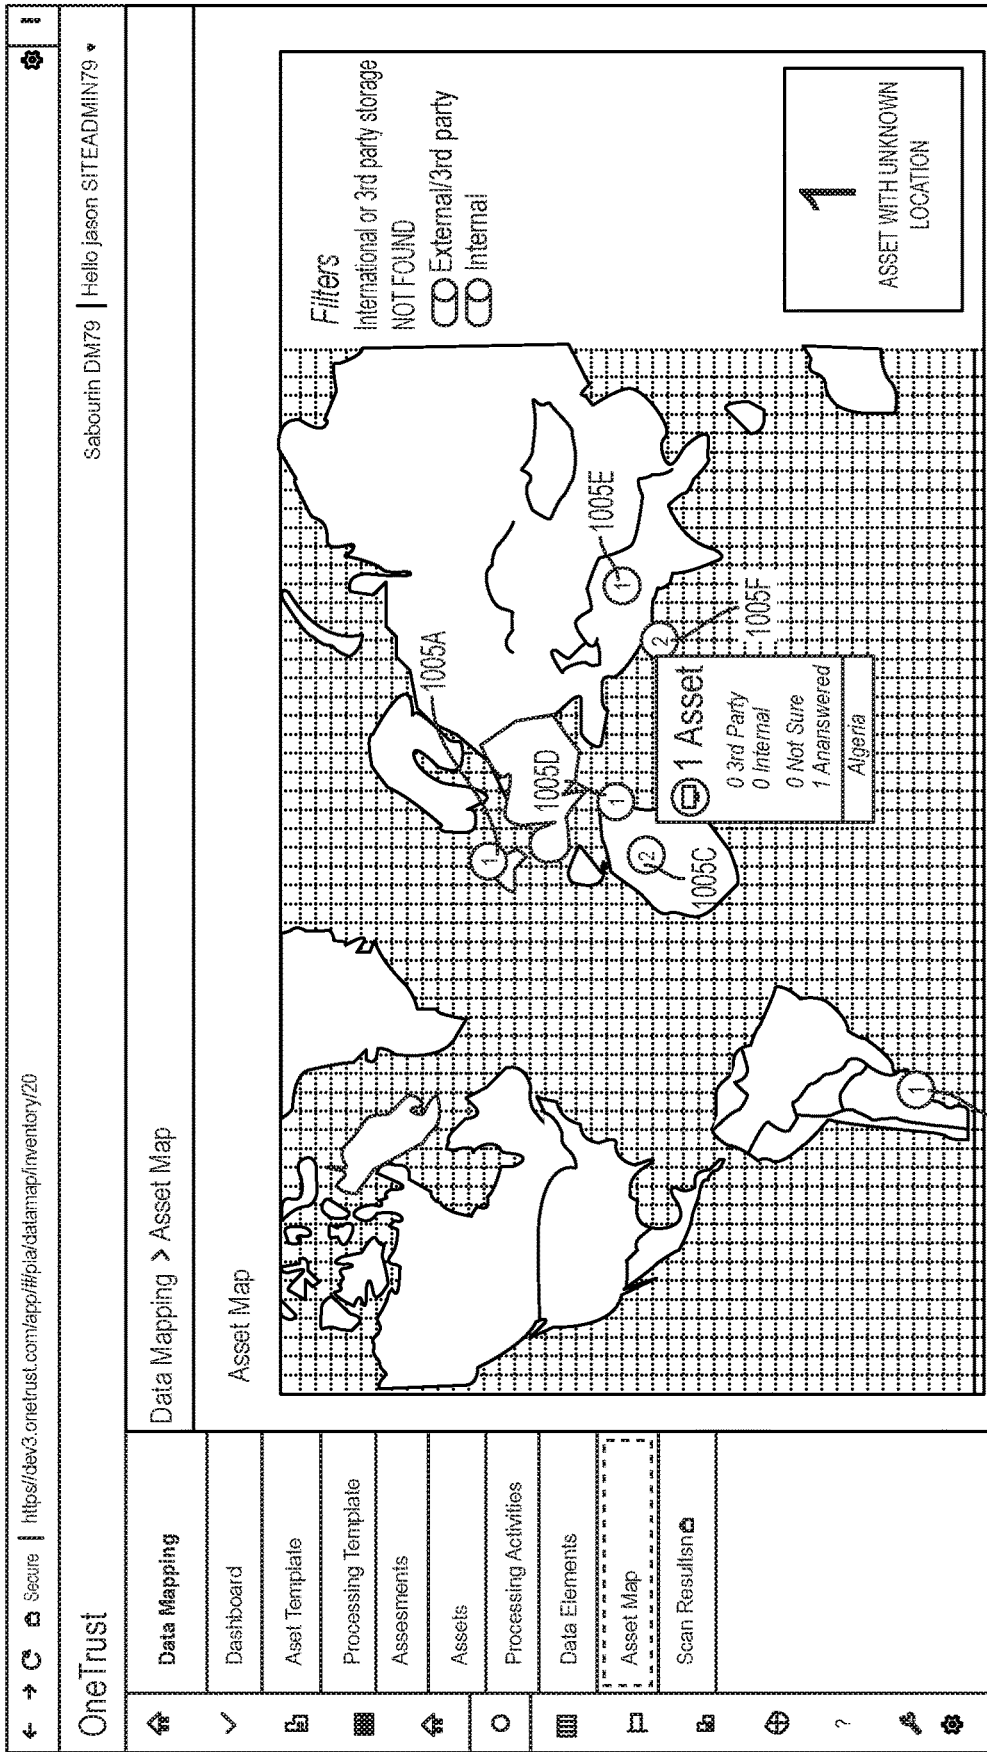 Secure | https//dev3.onetrust.com/app/#/pia/datamap/inventory/20
OneTrust
Sabourin DM79 | Hello jason SITEADMIN79
Data Mapping
Dashboard
Aset Template
Processing Template
Assesments
Assets
Processing Activities
Data Elements
Asset Map
Scan Resultsn
?
Data Mapping > Asset Map
Asset Map
Filters
International or 3rd party storage
NOT FOUND
External/3rd party
Internal
1005A
1
1005D
1
2
1005C
1005E
1
2
1005F
1 Asset
0 3rd Party
0 Internal
0 Not Sure
1 Ananswered
Algeria
1
1
ASSET WITH UNKNOWN
LOCATION